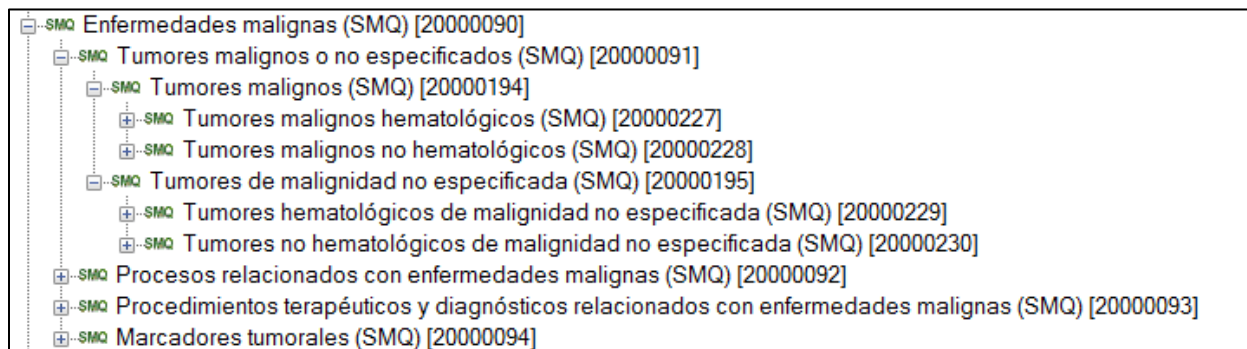 SMQ Enfermedades malignas (SMQ) [20000090]
SMQ Tumores malignos o no especificados (SMQ) [20000091]
SMQ Tumores malignos (SMQ) [20000194]
SMQ Tumores malignos hematológicos (SMQ) [20000227]
SMQ Tumores malignos no hematológicos (SMQ) [20000228]
SMQ Tumores de malignidad no especificada (SMQ) [20000195]
SMQ Tumores hematológicos de malignidad no especificada (SMQ) [20000229]
SMQ Tumores no hematológicos de malignidad no especificada (SMQ) [20000230]
SMQ Procesos relacionados con enfermedades malignas (SMQ) [20000092]
SMQ Procedimientos terapéuticos y diagnósticos relacionados con enfermedades malignas (SMQ) [20000093]
SMQ Marcadores tumorales (SMQ) [20000094]